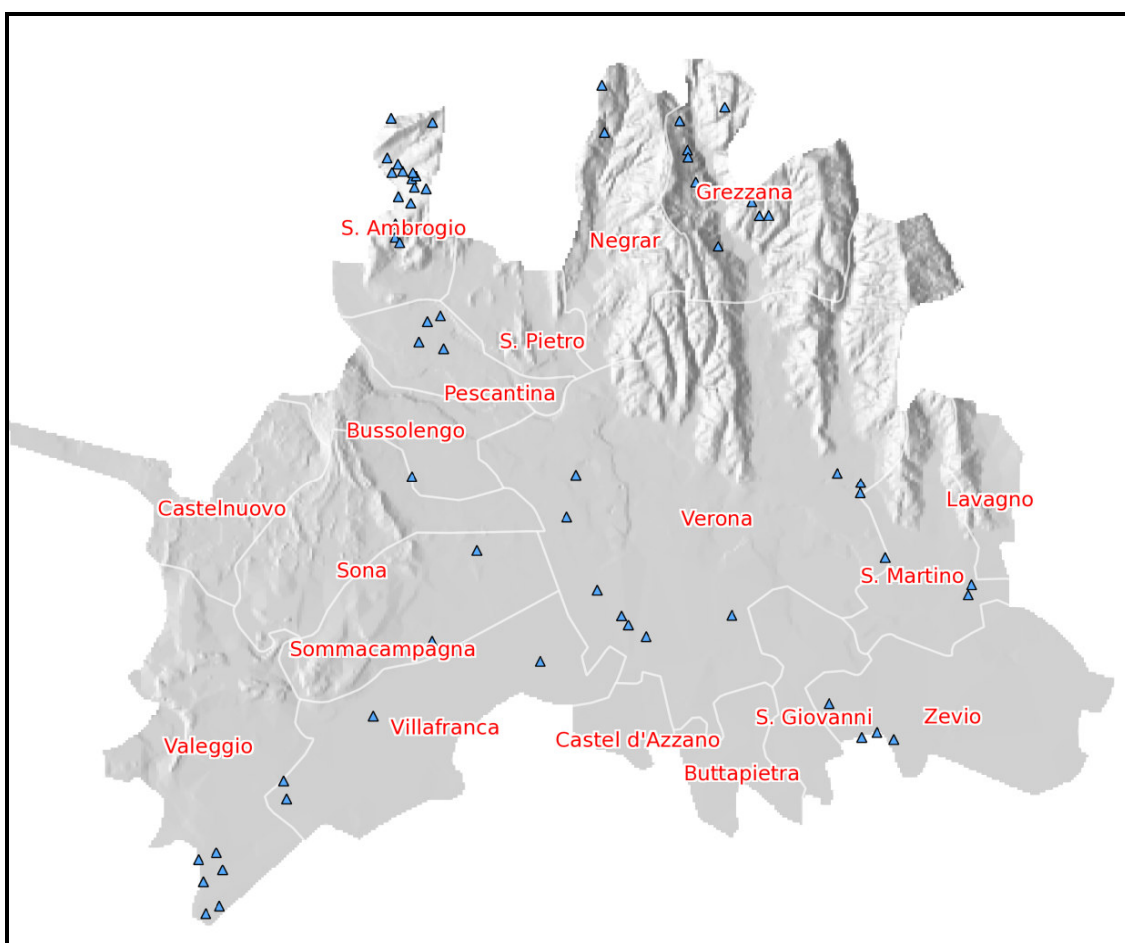 Grezzana
S. Ambrogio
Negrar
S. Pietro
Pescantina
Bussolengo
Lavagno
Castelnuovo
Verona
Sona
S. Martino
Sommacampagna
S. Giovanni
Zevio
Villafranca
Castel d'Azzano
Valeggio
Buttapietra